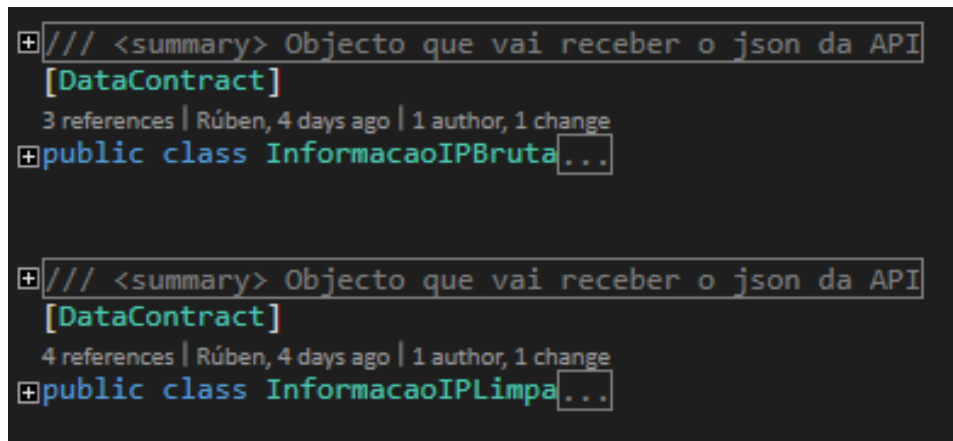 /// <summary> Objecto que vai receber o json da API
[DataContract]
3 references | Rúben, 4 days ago | 1 author, 1 change
public class InformacaoIPBruta...
/// <summary> Objecto que vai receber o json da API
[DataContract]
4 references | Rúben, 4 days ago | 1 author, 1 change
public class InformacaoIPLimpa...